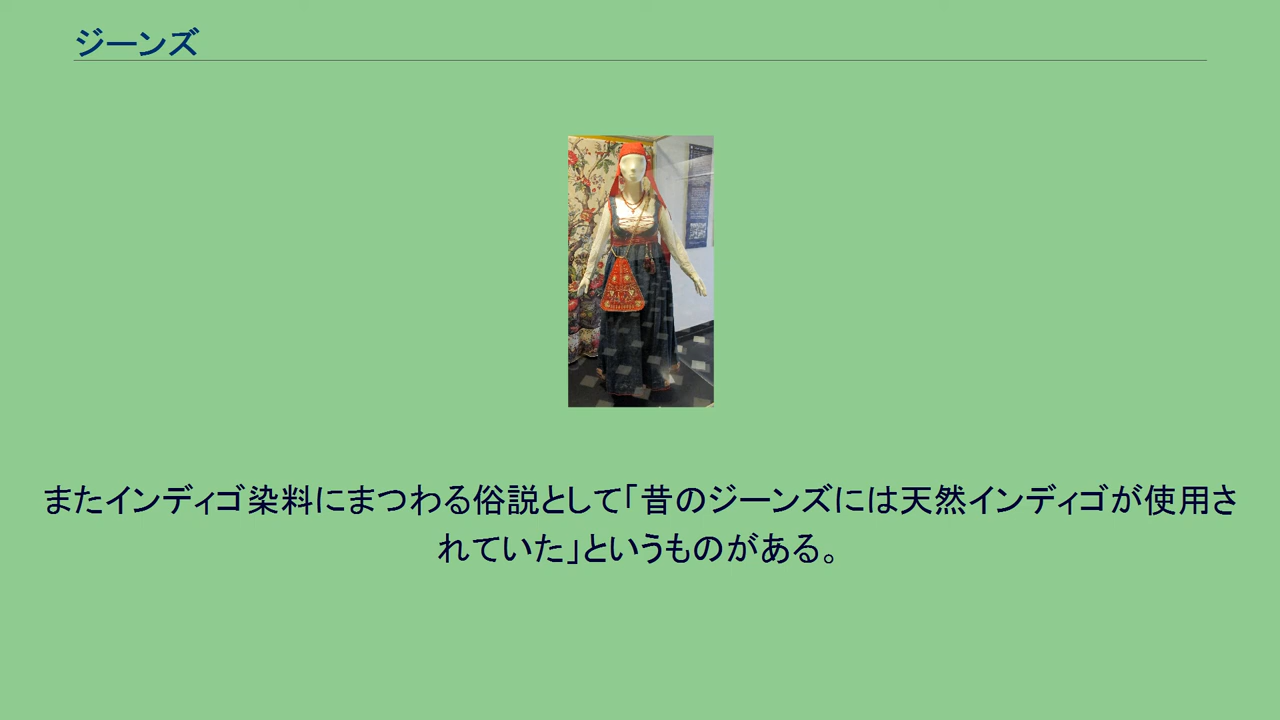 ジーンズ
またインディゴ染料にまつわる俗説として「昔のジーンズには天然インディゴが使用さ
れていた」というものがある。